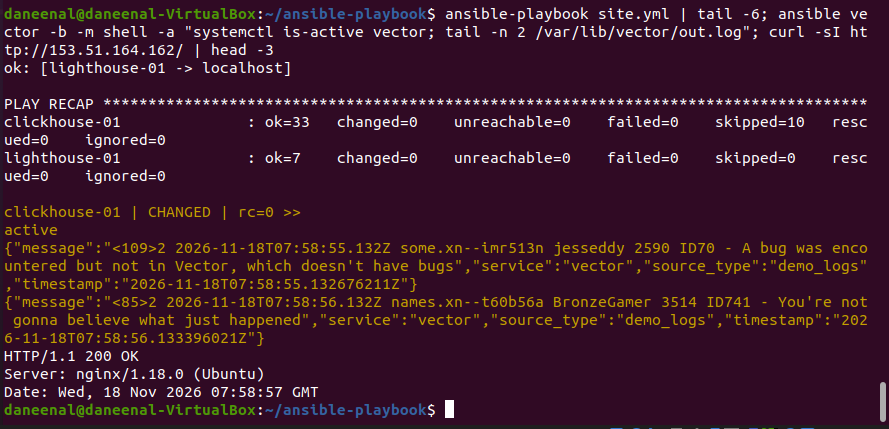 daneenal@daneenal-VirtualBox:~/ansible-playbook$ ansible-playbook site.yml | tail -6; ansible ve
ctor -b -m shell -a "systemctl is-active vector; tail -n 2 /var/lib/vector/out.log"; curl -sI ht
tp://153.51.164.162/ | head -3
ok: [lighthouse-01 -> localhost]

PLAY RECAP *************************************************************************************
clickhouse-01              : ok=33   changed=0    unreachable=0    failed=0    skipped=10   resc
ued=0    ignored=0
lighthouse-01              : ok=7    changed=0    unreachable=0    failed=0    skipped=0    resc
ued=0    ignored=0

clickhouse-01 | CHANGED | rc=0 >>
active
{"message":"<109>2 2026-11-18T07:58:55.132Z some.xn--imr513n jesseddy 2590 ID70 - A bug was enco
untered but not in Vector, which doesn't have bugs","service":"vector","source_type":"demo_logs"
,"timestamp":"2026-11-18T07:58:55.132676211Z"}
{"message":"<85>2 2026-11-18T07:58:56.132Z names.xn--t60b56a BronzeGamer 3514 ID741 - You're not
 gonna believe what just happened","service":"vector","source_type":"demo_logs","timestamp":"202
6-11-18T07:58:56.133396021Z"}
HTTP/1.1 200 OK
Server: nginx/1.18.0 (Ubuntu)
Date: Wed, 18 Nov 2026 07:58:57 GMT
daneenal@daneenal-VirtualBox:~/ansible-playbook$